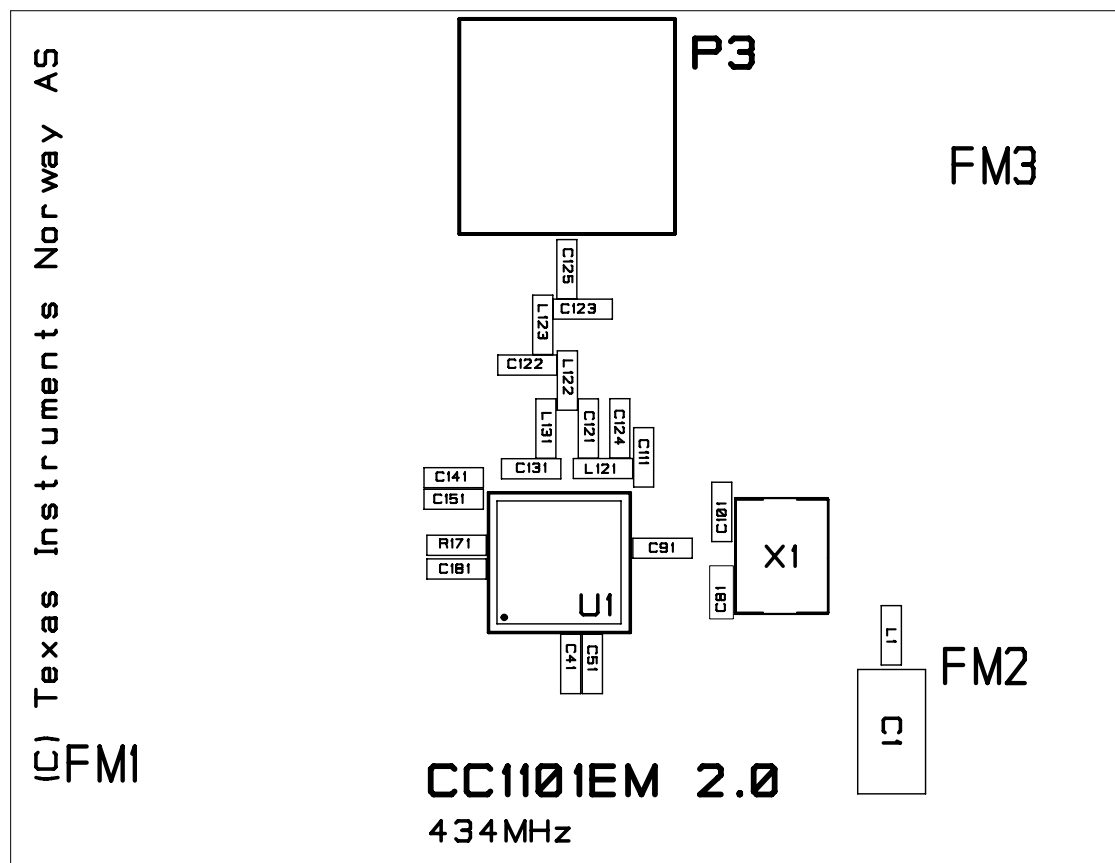 (C) Texas Instruments Norway AS
P3
FM3
C125
C123
L123
C122
L122
L131
C121
C124
C111
C131
L121
C141
C151
R171
C181
C91
C101
X1
C81
U1
C41
C51
L1
FM2
C1
FM1
CC1101EM 2.0
434MHz